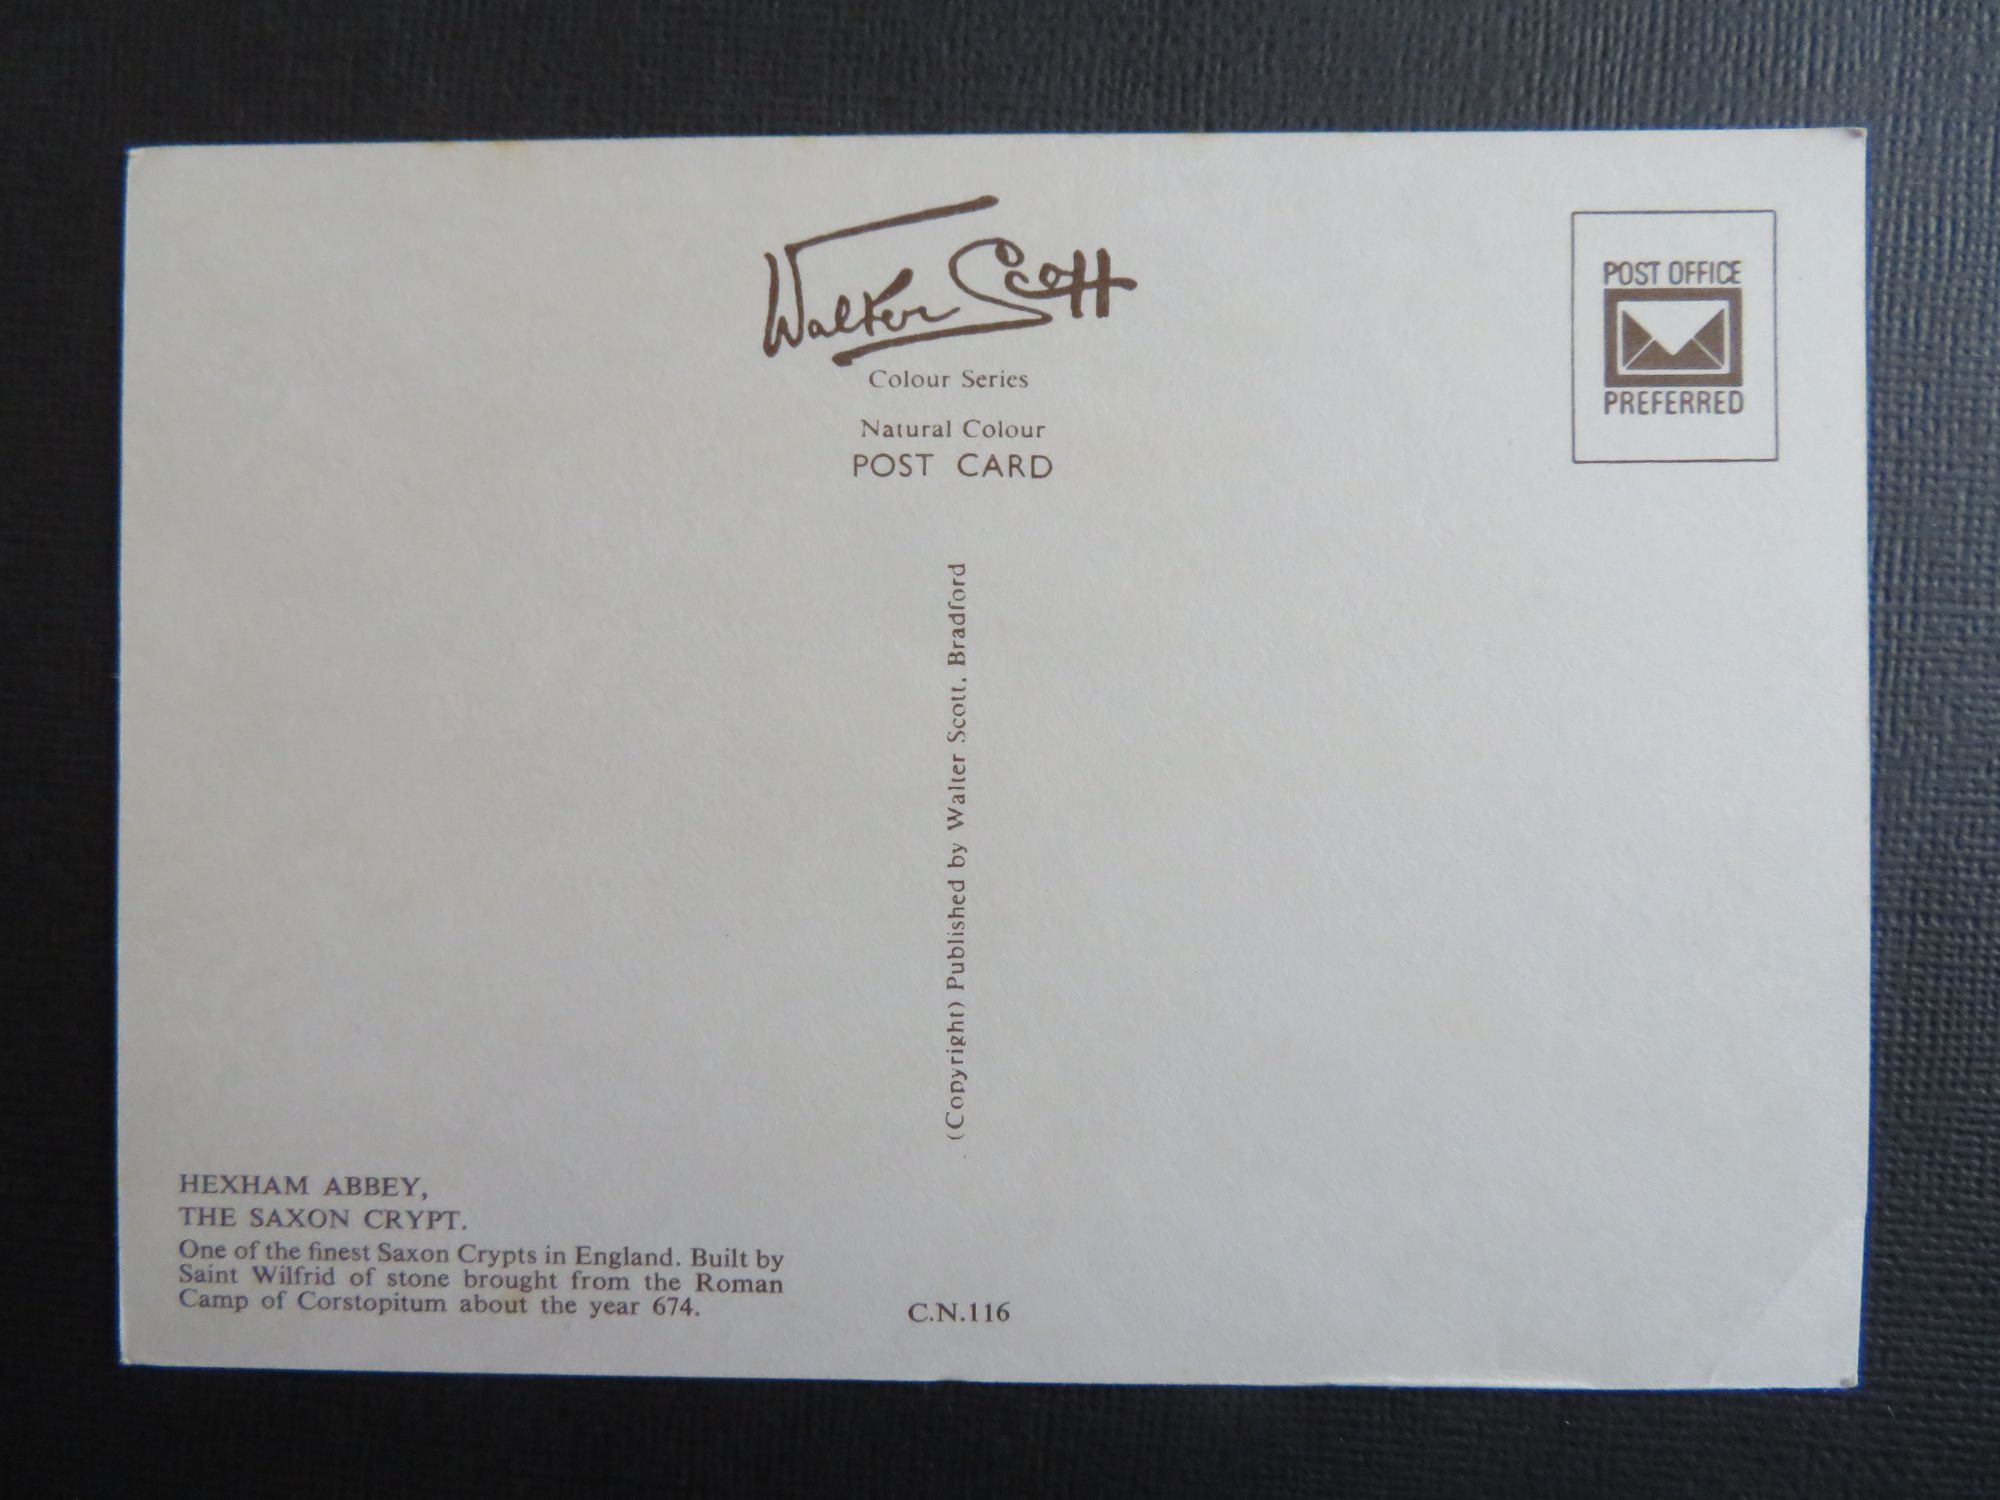 Walter Scott
Colour Series
Natural Colour
POST CARD
POST OFFICE
PREFERRED
(Copyright) Published by Walter Scott, Bradford
HEXHAM ABBEY,
THE SAXON CRYPT.
One of the finest Saxon Crypts in England. Built by
Saint Wilfrid of stone brought from the Roman
Camp of Corstopitum about the year 674.
C.N.116